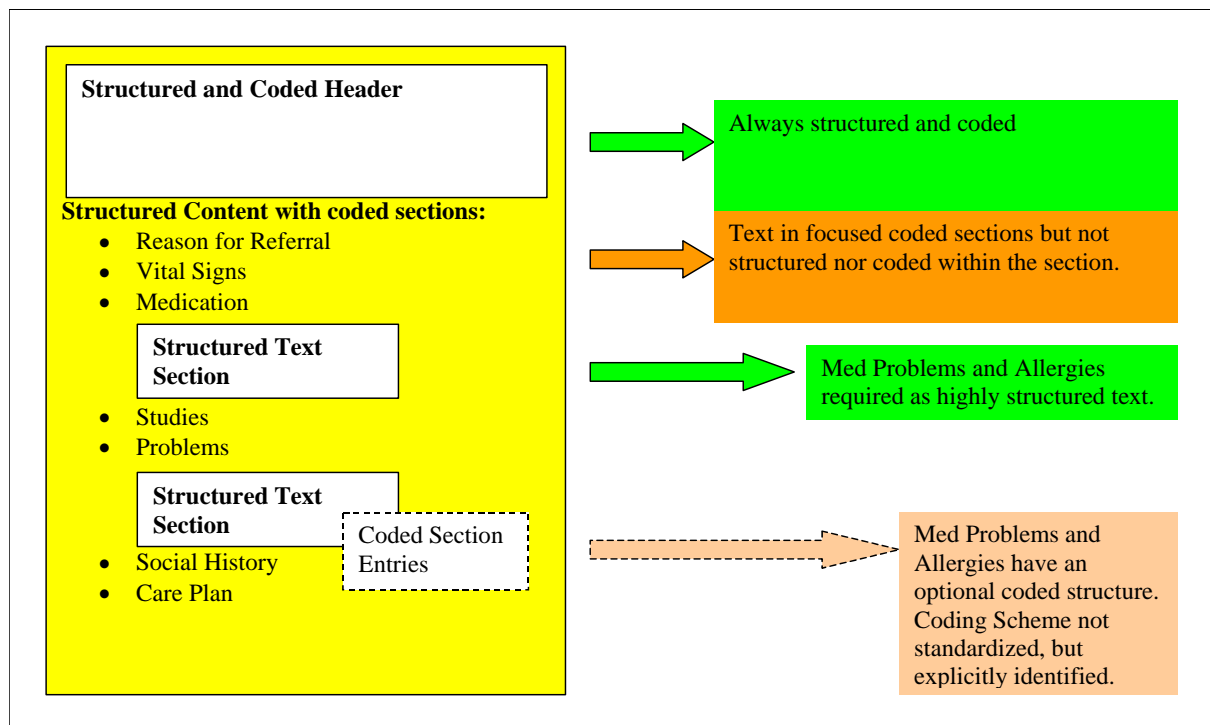 Structured and Coded Header
Structured Content with coded sections:
• Reason for Referral
• Vital Signs
• Medication
Structured Text
Section
• Studies
• Problems
Structured Text
Section
Coded Section
Entries
• Social History
• Care Plan
Always structured and coded
Text in focused coded sections but not
structured nor coded within the section.
Med Problems and Allergies
required as highly structured text.
Med Problems and
Allergies have an
optional coded structure.
Coding Scheme not
standardized, but
explicitly identified.